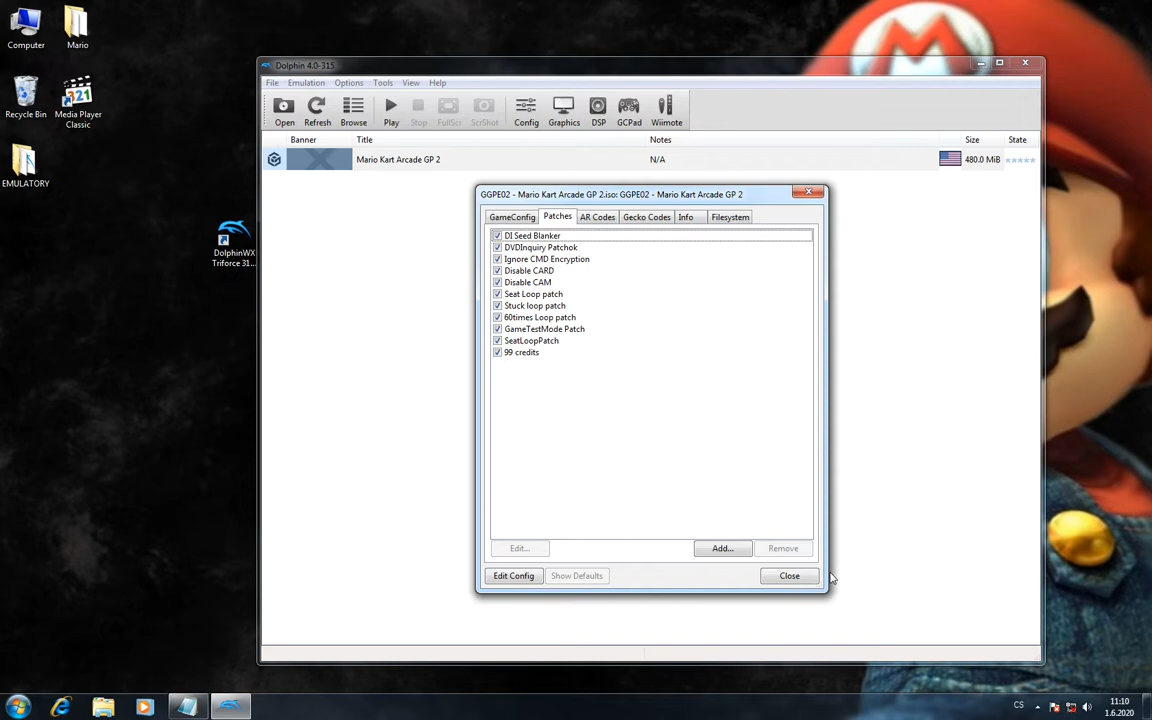 Computer
Mario
Recycle Bin
Media Player
Classic
321
EMULATORY
DolphinWX
Triforce 31...
Dolphin 4.0-315
File Emulation Options Tools View Help
Open Refresh Browse Play Stop FullScr ScrShot Config Graphics DSP GCPad Wiimote
Banner Title Notes Size State
Mario Kart Arcade GP 2 N/A 480.0 MiB
GGPE02 - Mario Kart Arcade GP 2.iso: GGPE02 - Mario Kart Arcade GP 2
GameConfig Patches AR Codes Gecko Codes Info Filesystem
DI Seed Blanker
DVDInquiry Patchok
Ignore CMD Encryption
Disable CARD
Disable CAM
Seat Loop patch
Stuck loop patch
60times Loop patch
GameTestMode Patch
SeatLoopPatch
99 credits
Edit... Add... Remove
Edit Config Show Defaults Close
M
CS
11:10
1.6.2020